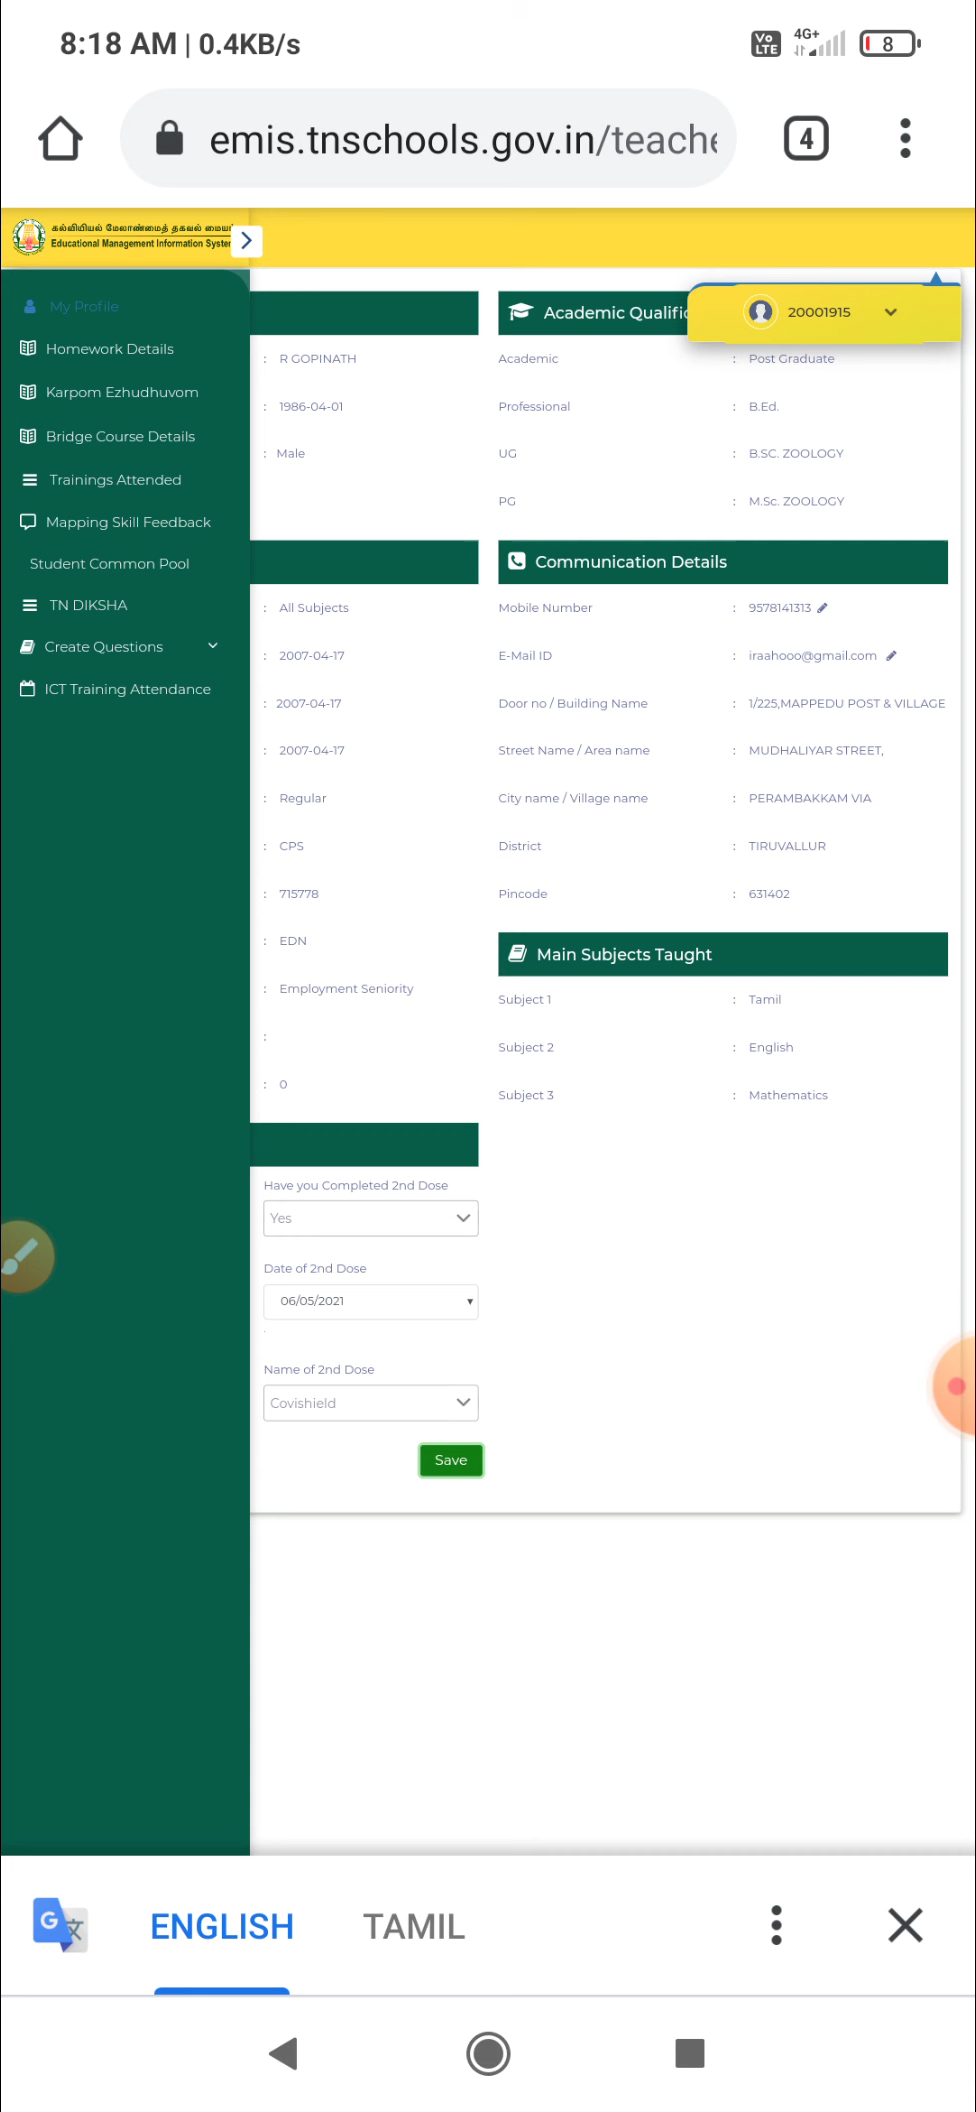 8:18 AM | 0.4KB/s
Vo LTE 4G+ 8
emis.tnschools.gov.in/teache
4
கல்வியியல் மேலாண்மைத் தகவல் மைய
Educational Management Information Syste
20001915
My Profile
Homework Details
Karpom Ezhudhuvom
Bridge Course Details
Trainings Attended
Mapping Skill Feedback
Student Common Pool
TN DIKSHA
Create Questions
ICT Training Attendance
: R GOPINATH
: 1986-04-01
: Male
: All Subjects
: 2007-04-17
: 2007-04-17
: 2007-04-17
: Regular
: CPS
: 715778
: EDN
: Employment Seniority
:
: 0
Have you Completed 2nd Dose
Yes
Date of 2nd Dose
06/05/2021
Name of 2nd Dose
Covishield
Save
Academic Qualific
Academic : Post Graduate
Professional : B.Ed.
UG : B.SC. ZOOLOGY
PG : M.Sc. ZOOLOGY
Communication Details
Mobile Number : 9578141313
E-Mail ID : iraahooo@gmail.com
Door no / Building Name : 1/225,MAPPEDU POST & VILLAGE
Street Name / Area name : MUDHALIYAR STREET,
City name / Village name : PERAMBAKKAM VIA
District : TIRUVALLUR
Pincode : 631402
Main Subjects Taught
Subject 1 : Tamil
Subject 2 : English
Subject 3 : Mathematics
ENGLISH TAMIL